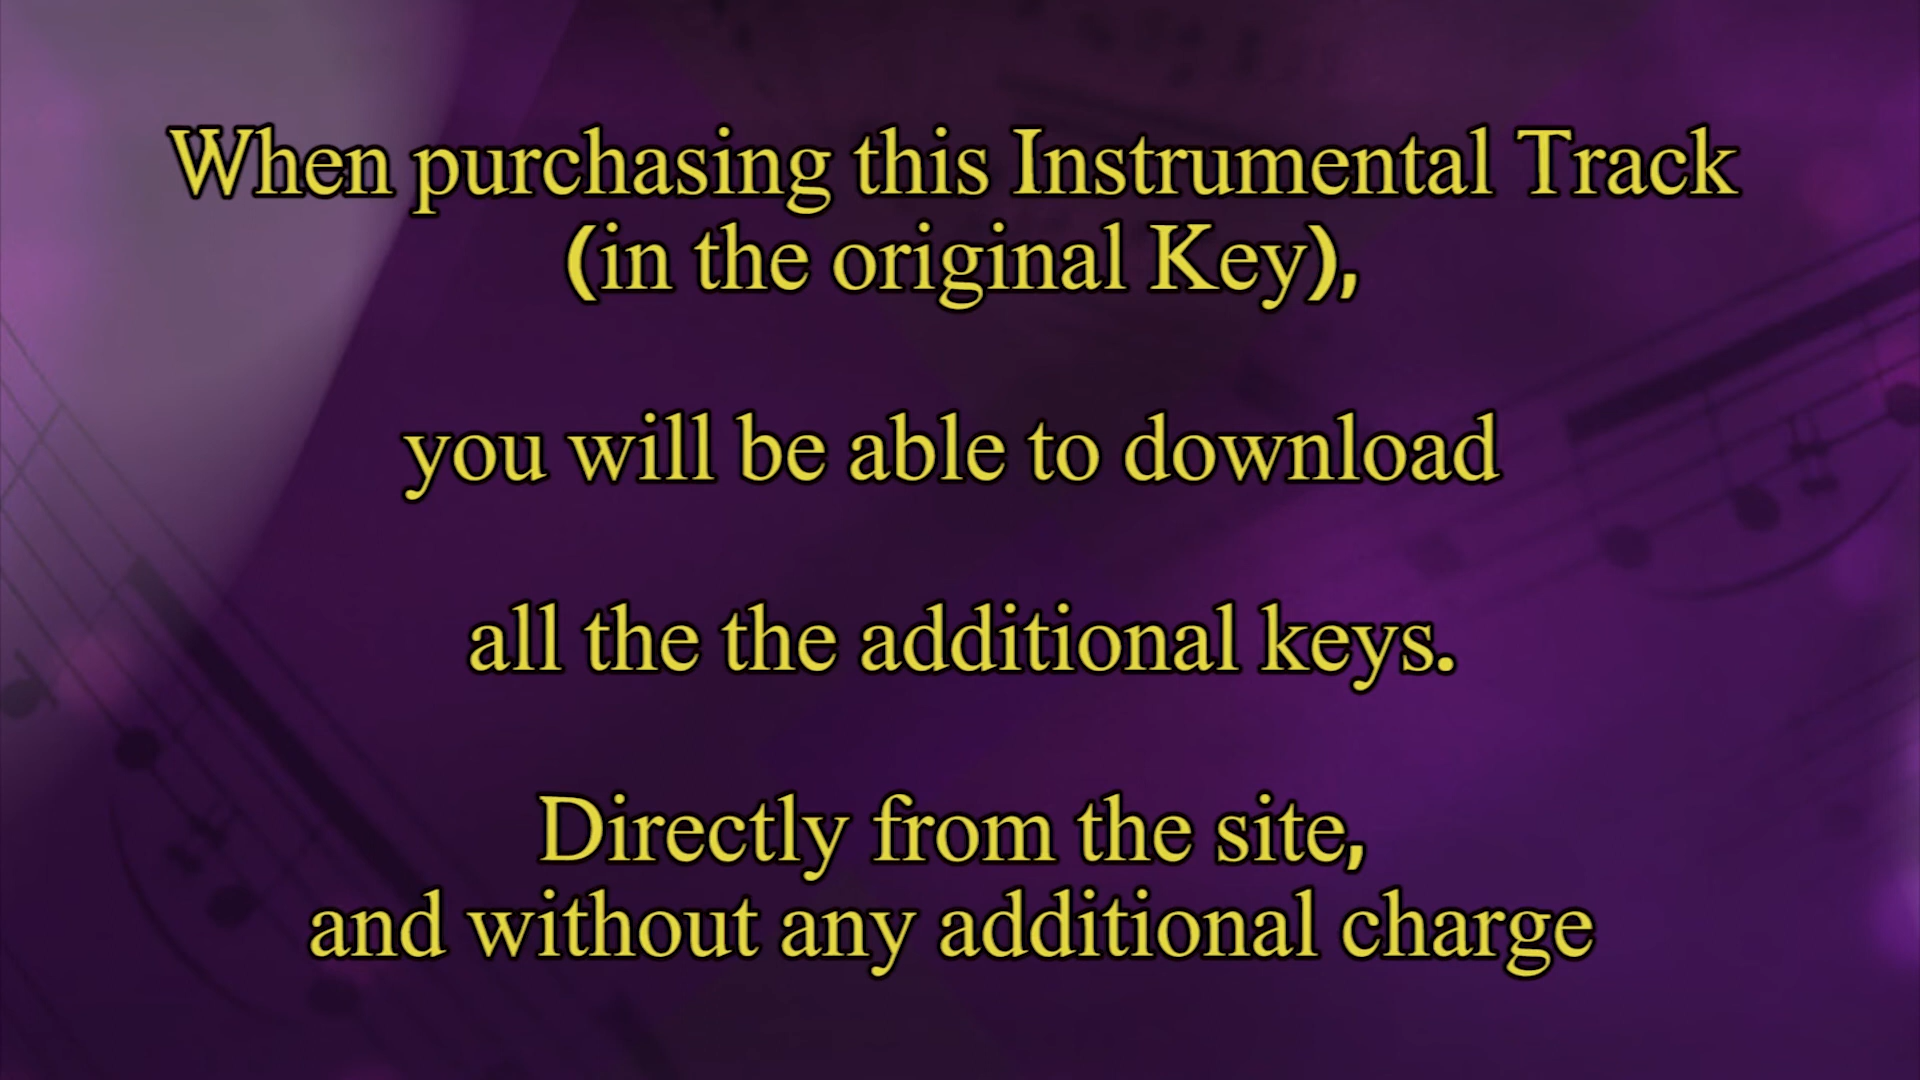 When purchasing this Instrumental Track
(in the original Key),
you will be able to download
all the the additional keys.
Directly from the site,
and without any additional charge